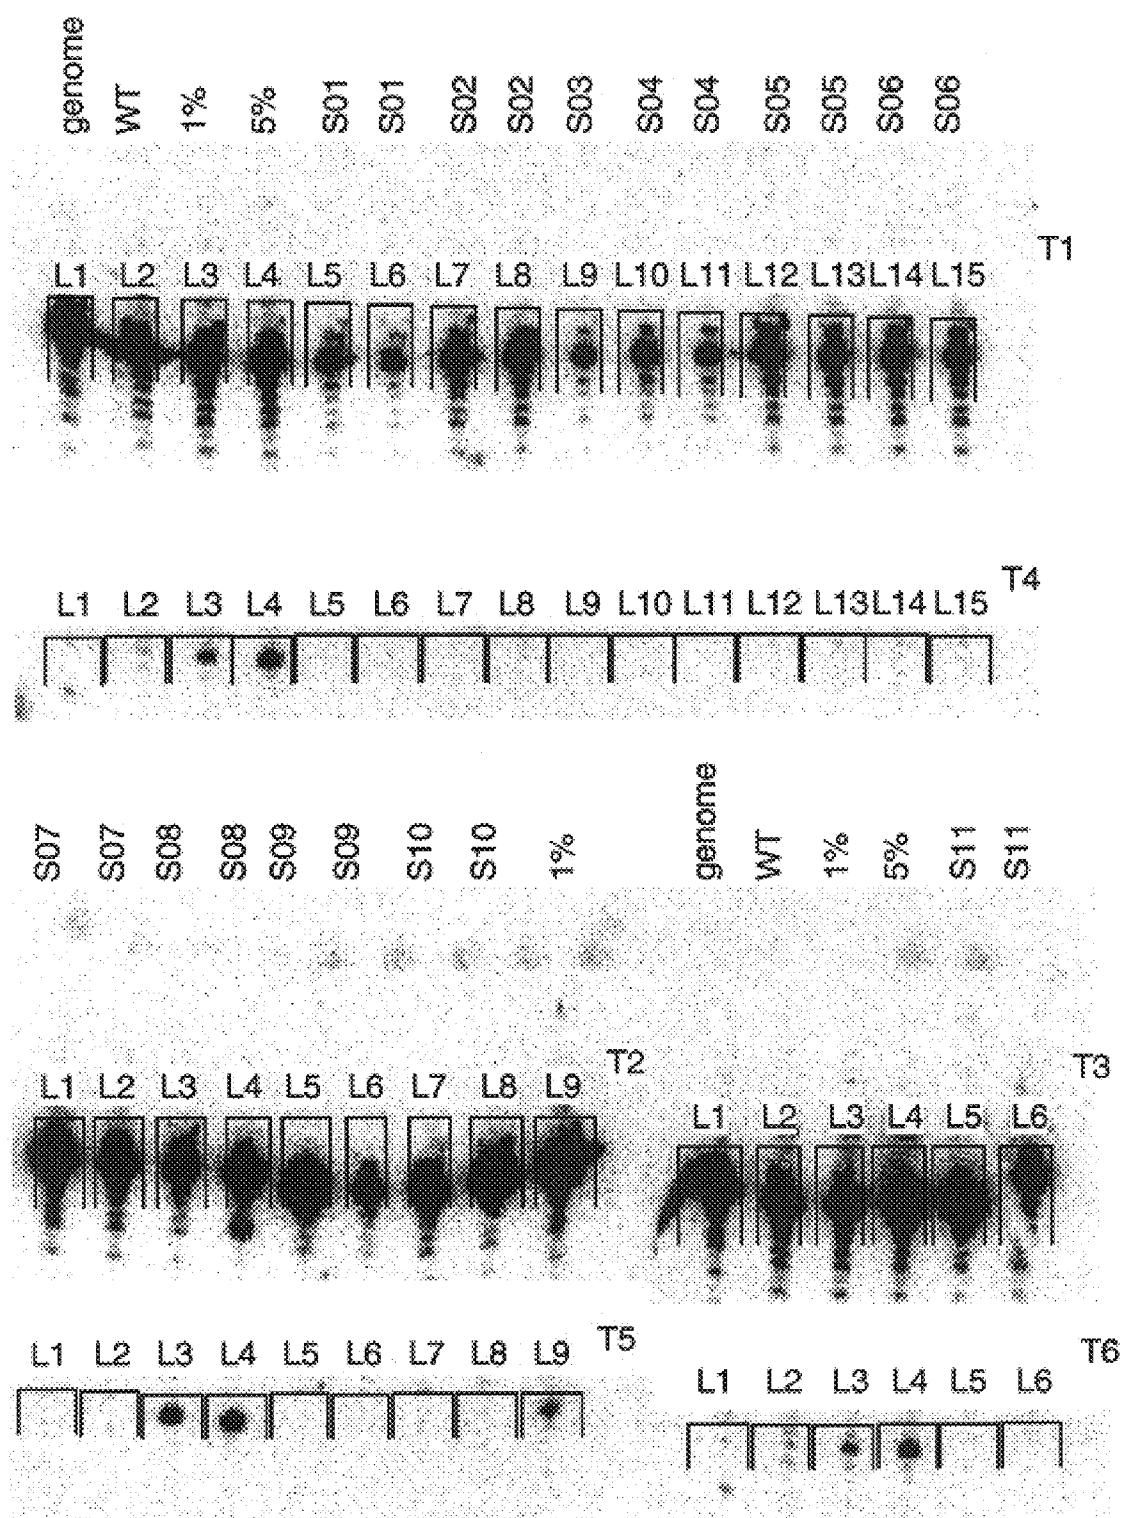 genome WT 1% 5% S01 S01 S02 S02 S03 S04 S04 S05 S05 S06 S06
T1
L1 L2 L3 L4 L5 L6 L7 L8 L9 L10 L11 L12 L13 L14 L15
T4
L1 L2 L3 L4 L5 L6 L7 L8 L9 L10 L11 L12 L13 L14 L15
S07 S07 S08 S08 S09 S09 S10 S10 1% genome WT 1% 5% S11 S11
T2 T3
L1 L2 L3 L4 L5 L6 L7 L8 L9
L1 L2 L3 L4 L5 L6
T5 T6
L1 L2 L3 L4 L5 L6 L7 L8 L9
L1 L2 L3 L4 L5 L6